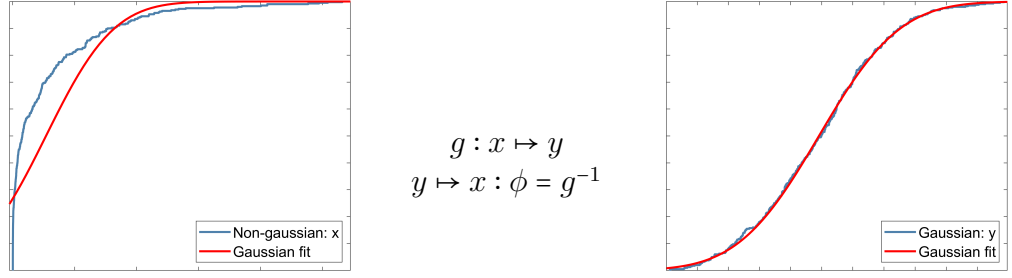 Non-gaussian: x
Gaussian fit
g : x ↦ y
y ↦ x : ϕ = g⁻¹
Gaussian: y
Gaussian fit